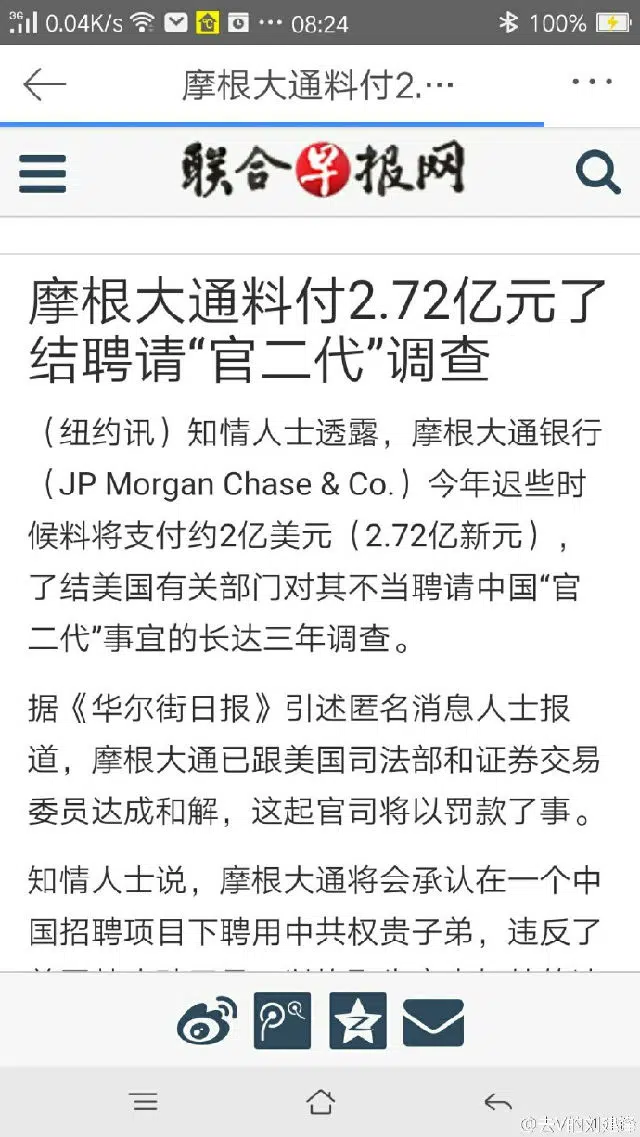 3G 0.04K/s 08:24 100%
摩根大通料付2.…
联合早报网
摩根大通料付2.72亿元了
结聘请“官二代”调查
（纽约讯）知情人士透露，摩根大通银行
（JP Morgan Chase & Co.）今年迟些时
候料将支付约2亿美元（2.72亿新元），
了结美国有关部门对其不当聘请中国“官
二代”事宜的长达三年调查。
据《华尔街日报》引述匿名消息人士报
道，摩根大通已跟美国司法部和证券交易
委员达成和解，这起官司将以罚款了事。
知情人士说，摩根大通将会承认在一个中
国招聘项目下聘用中共权贵子弟，违反了